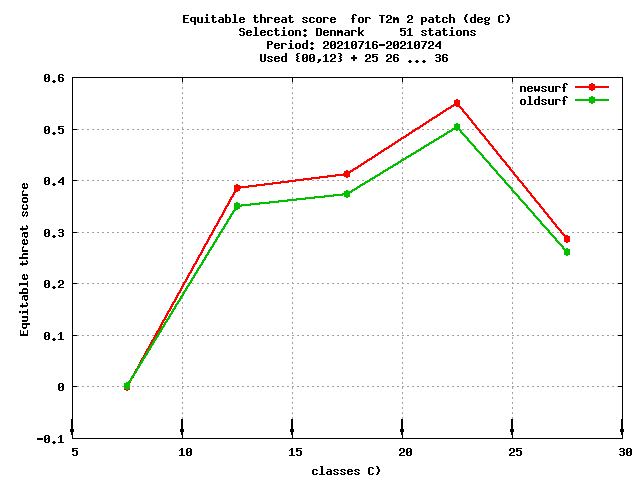 Equitable threat score  for T2m 2 patch (deg C)
Selection: Denmark     51 stations
Period: 20210716-20210724
Used {00,12} + 25 26 ... 36
newsurf
oldsurf
0.6
0.5
0.4
0.3
0.2
0.1
0
-0.1
Equitable threat score
5 10 15 20 25 30
classes C)